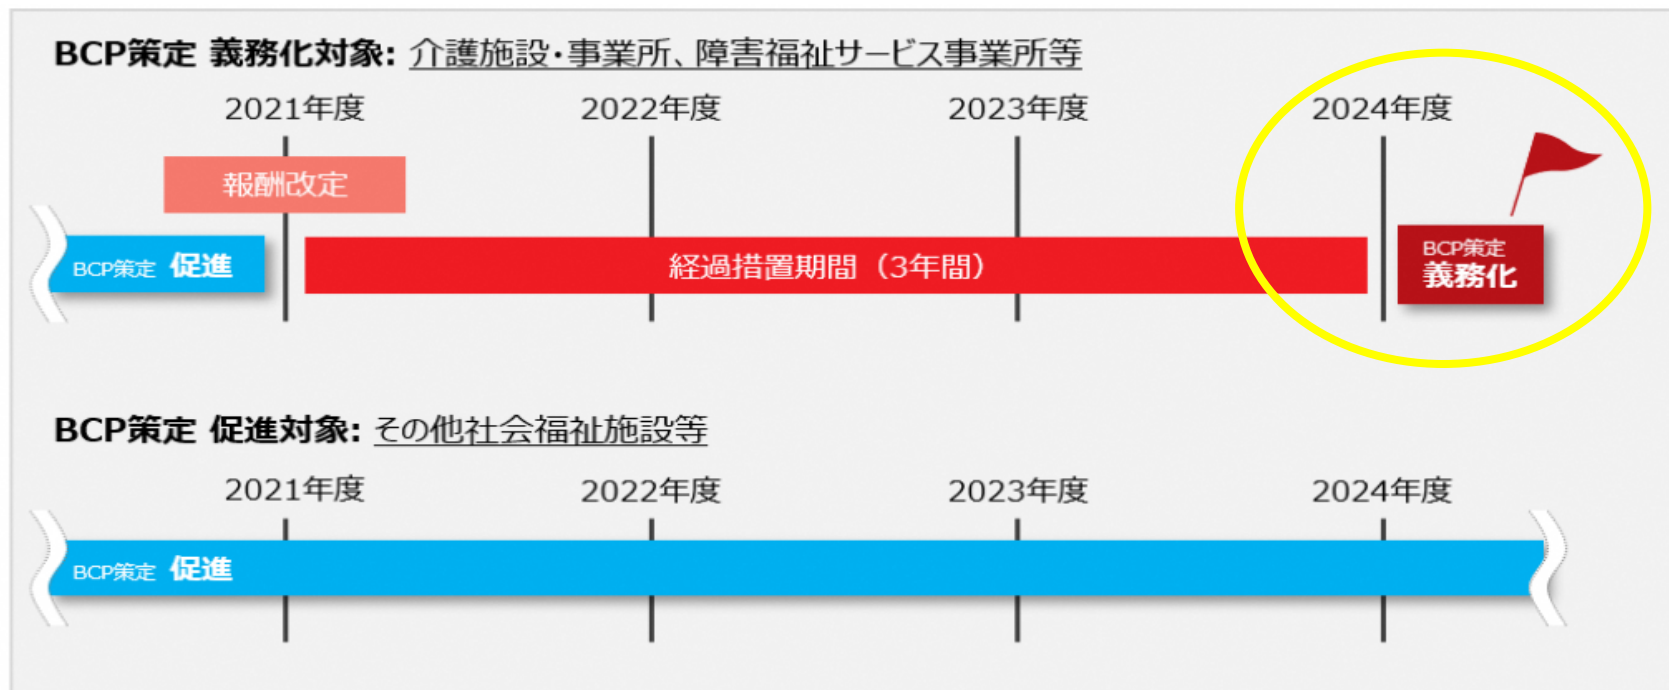 BCP策定 義務化対象: 介護施設・事業所、障害福祉サービス事業所等
2021年度 2022年度 2023年度 2024年度
報酬改定
BCP策定 促進
経過措置期間（3年間）
BCP策定
義務化
BCP策定 促進対象: その他社会福祉施設等
2021年度 2022年度 2023年度 2024年度
BCP策定 促進